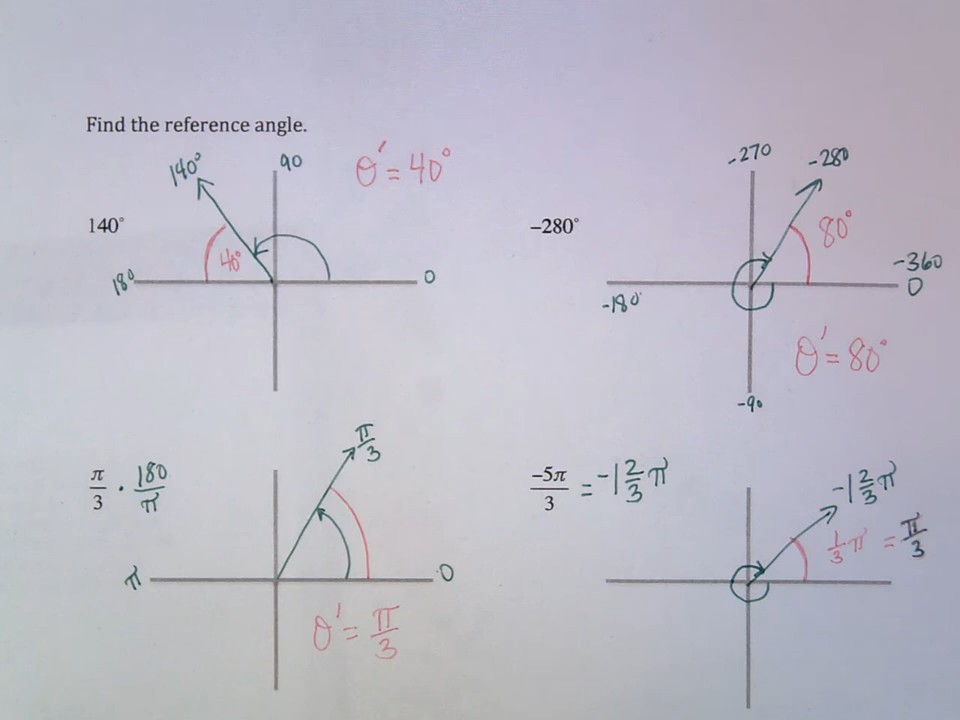 Find the reference angle.
140°
140°
90
θ' = 40°
40°
180
0
-280°
-270
-280
80°
-360
0
-180°
θ' = 80°
-90
π/3 · 180/π
π/3
π
0
θ' = π/3
-5π/3 = -1 2/3 π
-1 2/3 π
1/3 π = π/3